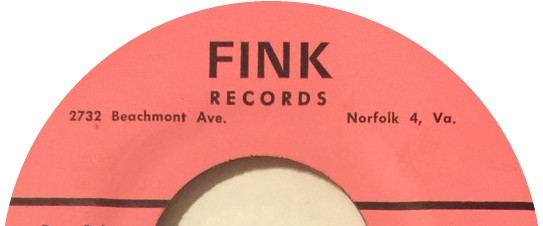 FINK
RECORDS
2732 Beachmont Ave. Norfolk 4, Va.